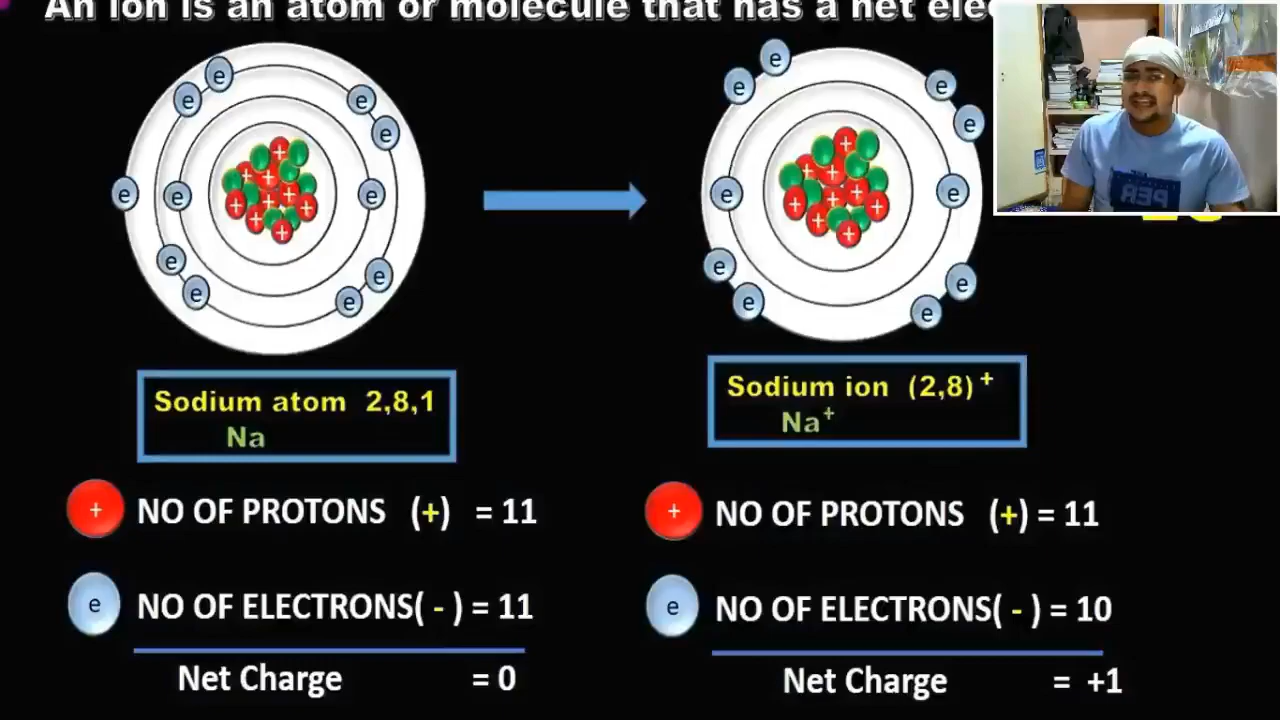 An ion is an atom or molecule that has a net
e e e e e e e e e e e
e e e e e e e e e e
Sodium atom 2,8,1
Na
Sodium ion (2,8)⁺
Na⁺
+ NO OF PROTONS (+) = 11
+ NO OF PROTONS (+) = 11
e NO OF ELECTRONS( - ) = 11
e NO OF ELECTRONS( - ) = 10
Net Charge = 0
Net Charge = +1